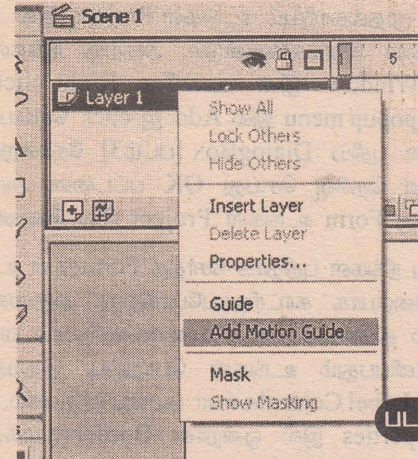 Scene 1
5
Layer 1
Show All
Lock Others
Hide Others
Insert Layer
Delete Layer
Properties...
Guide
Add Motion Guide
Mask
Show Masking